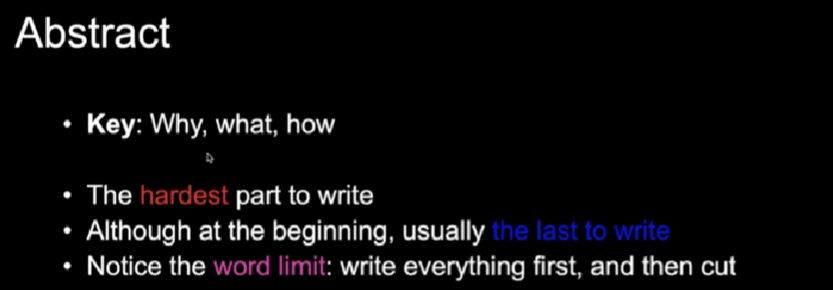 Abstract
• Key: Why, what, how
• The hardest part to write
• Although at the beginning, usually the last to write
• Notice the word limit: write everything first, and then cut